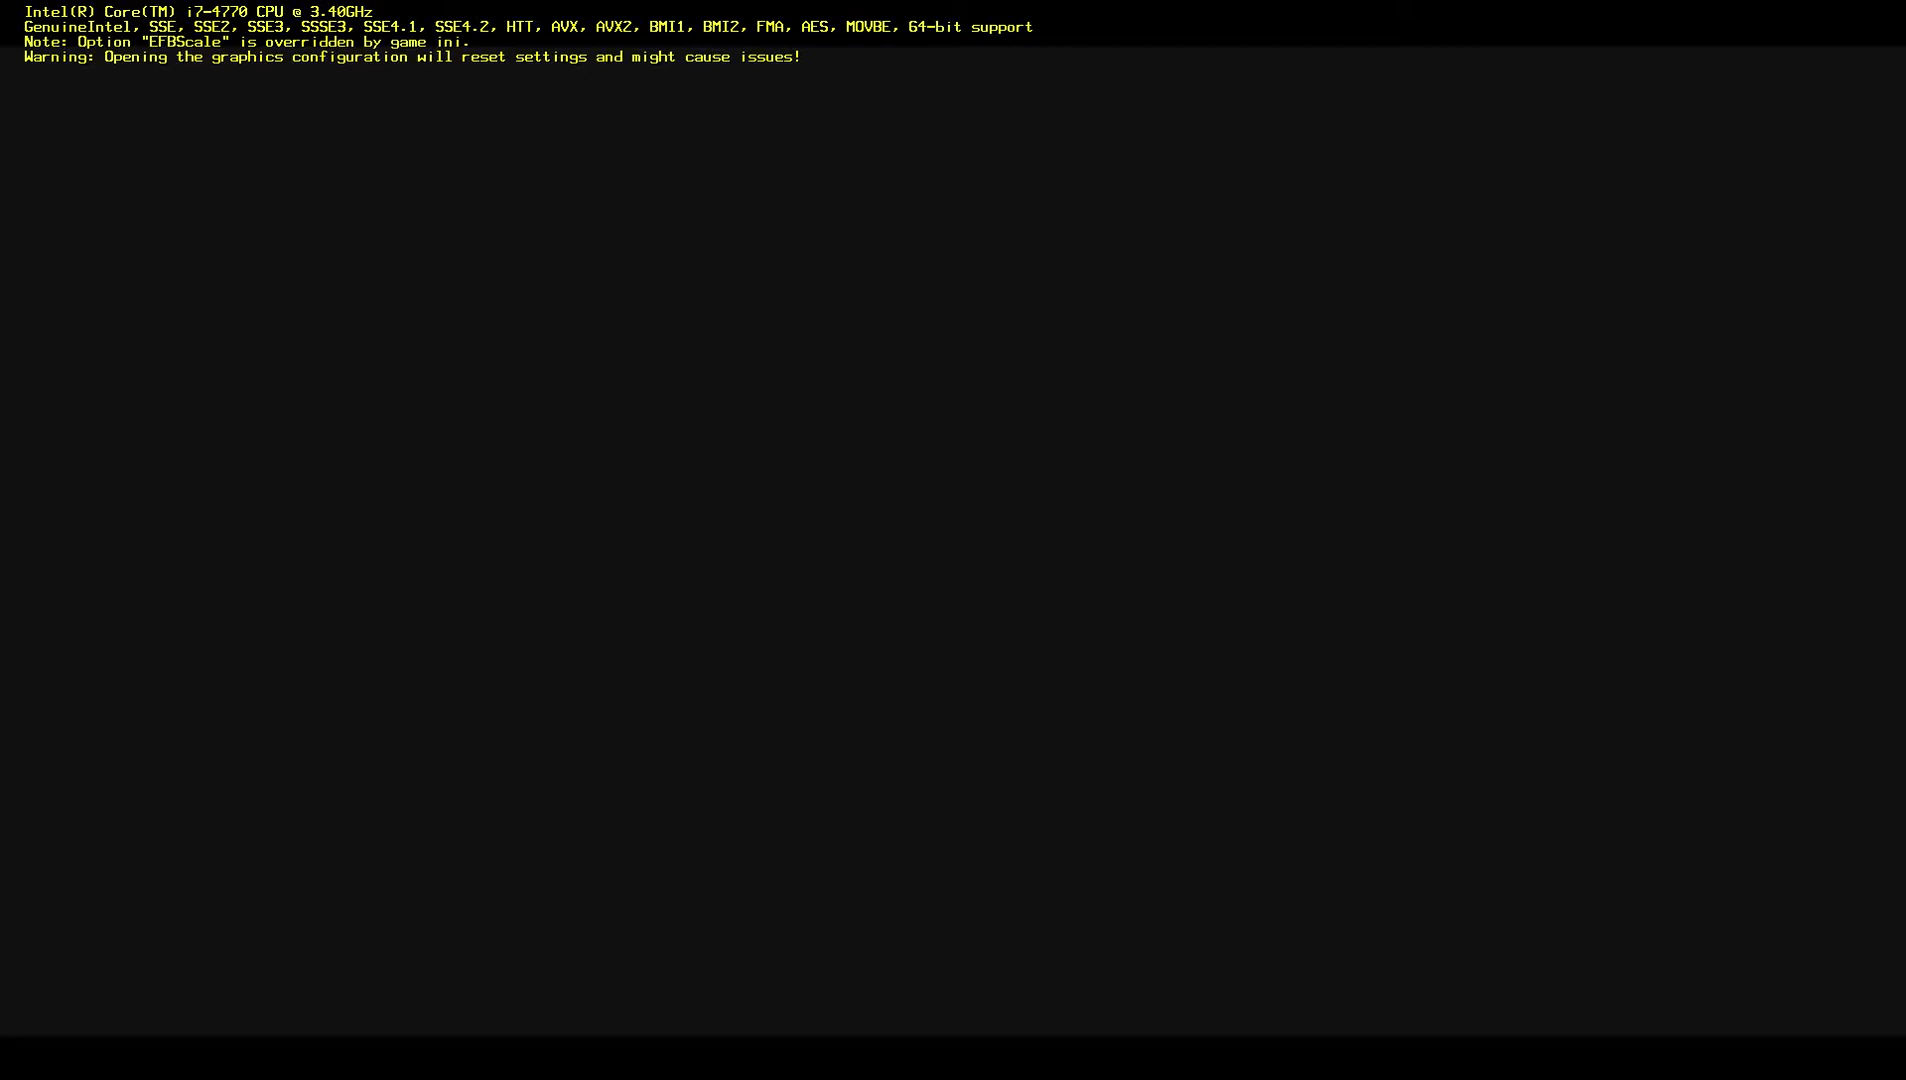 Intel(R) Core(TM) i7-4770 CPU @ 3.40GHz
GenuineIntel, SSE, SSE2, SSE3, SSSE3, SSE4.1, SSE4.2, HTT, AVX, AVX2, BMI1, BMI2, FMA, AES, MOVBE, 64-bit support
Note: Option "EFBScale" is overridden by game ini.
Warning: Opening the graphics configuration will reset settings and might cause issues!